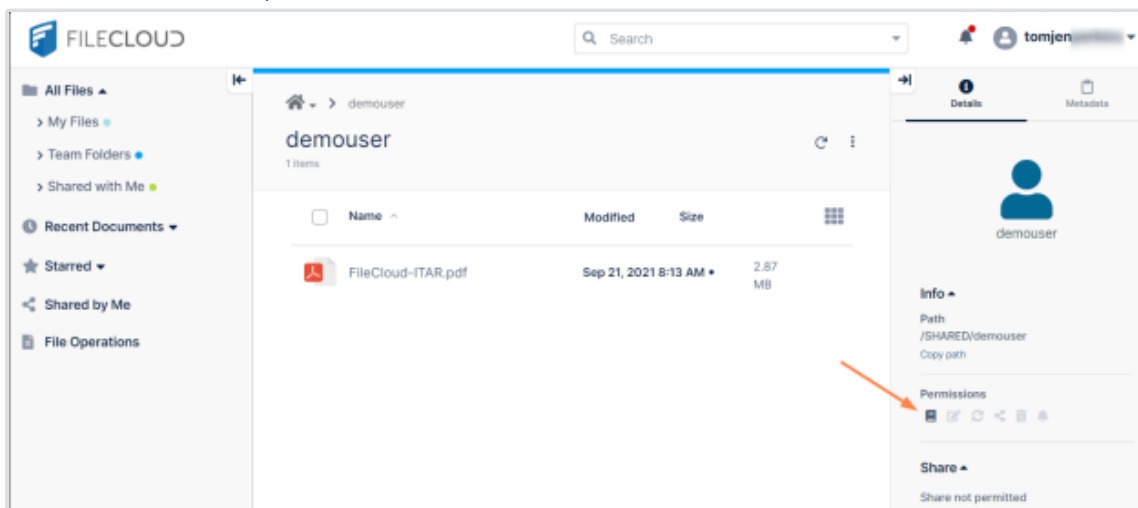 FILECLOUD
Search
tomjen
All Files
My Files
Team Folders
Shared with Me
Recent Documents
Starred
Shared by Me
File Operations
demouser
demouser
1 items
Name
Modified
Size
FileCloud-ITAR.pdf
Sep 21, 2021 8:13 AM •
2.87
MB
Details
Metadata
demouser
Info
Path
/SHARED/demouser
Copy path
Permissions
Share
Share not permitted